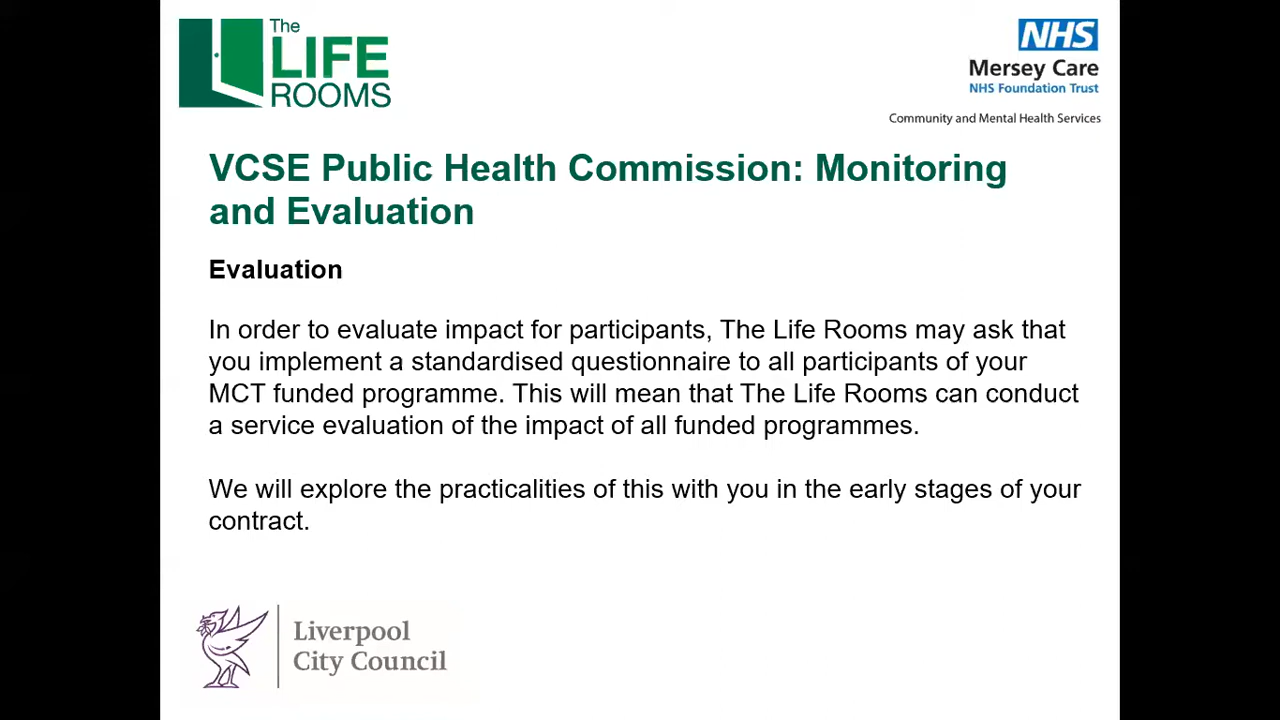 The
LIFE
ROOMS
NHS
Mersey Care
NHS Foundation Trust
Community and Mental Health Services
VCSE Public Health Commission: Monitoring
and Evaluation
Evaluation
In order to evaluate impact for participants, The Life Rooms may ask that
you implement a standardised questionnaire to all participants of your
MCT funded programme. This will mean that The Life Rooms can conduct
a service evaluation of the impact of all funded programmes.
We will explore the practicalities of this with you in the early stages of your
contract.
Liverpool
City Council